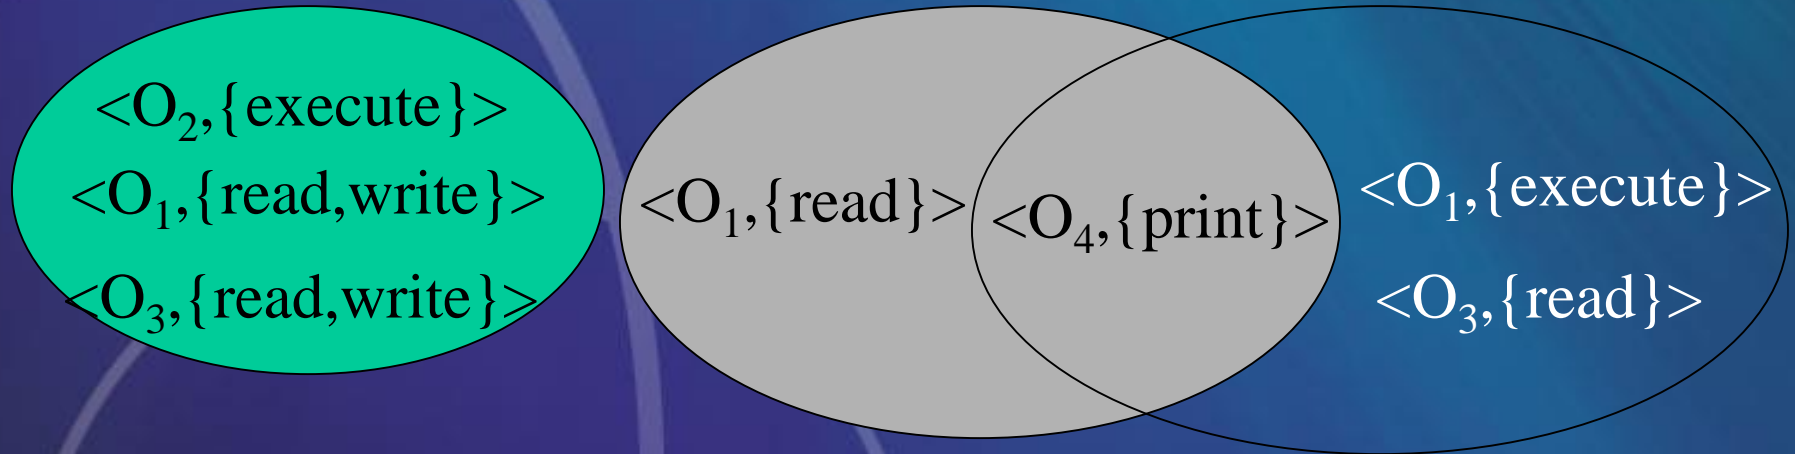 <O₂,{execute}>
<O₁,{read,write}>
<O₃,{read,write}>
<O₁,{read}>
<O₄,{print}>
<O₁,{execute}>
<O₃,{read}>